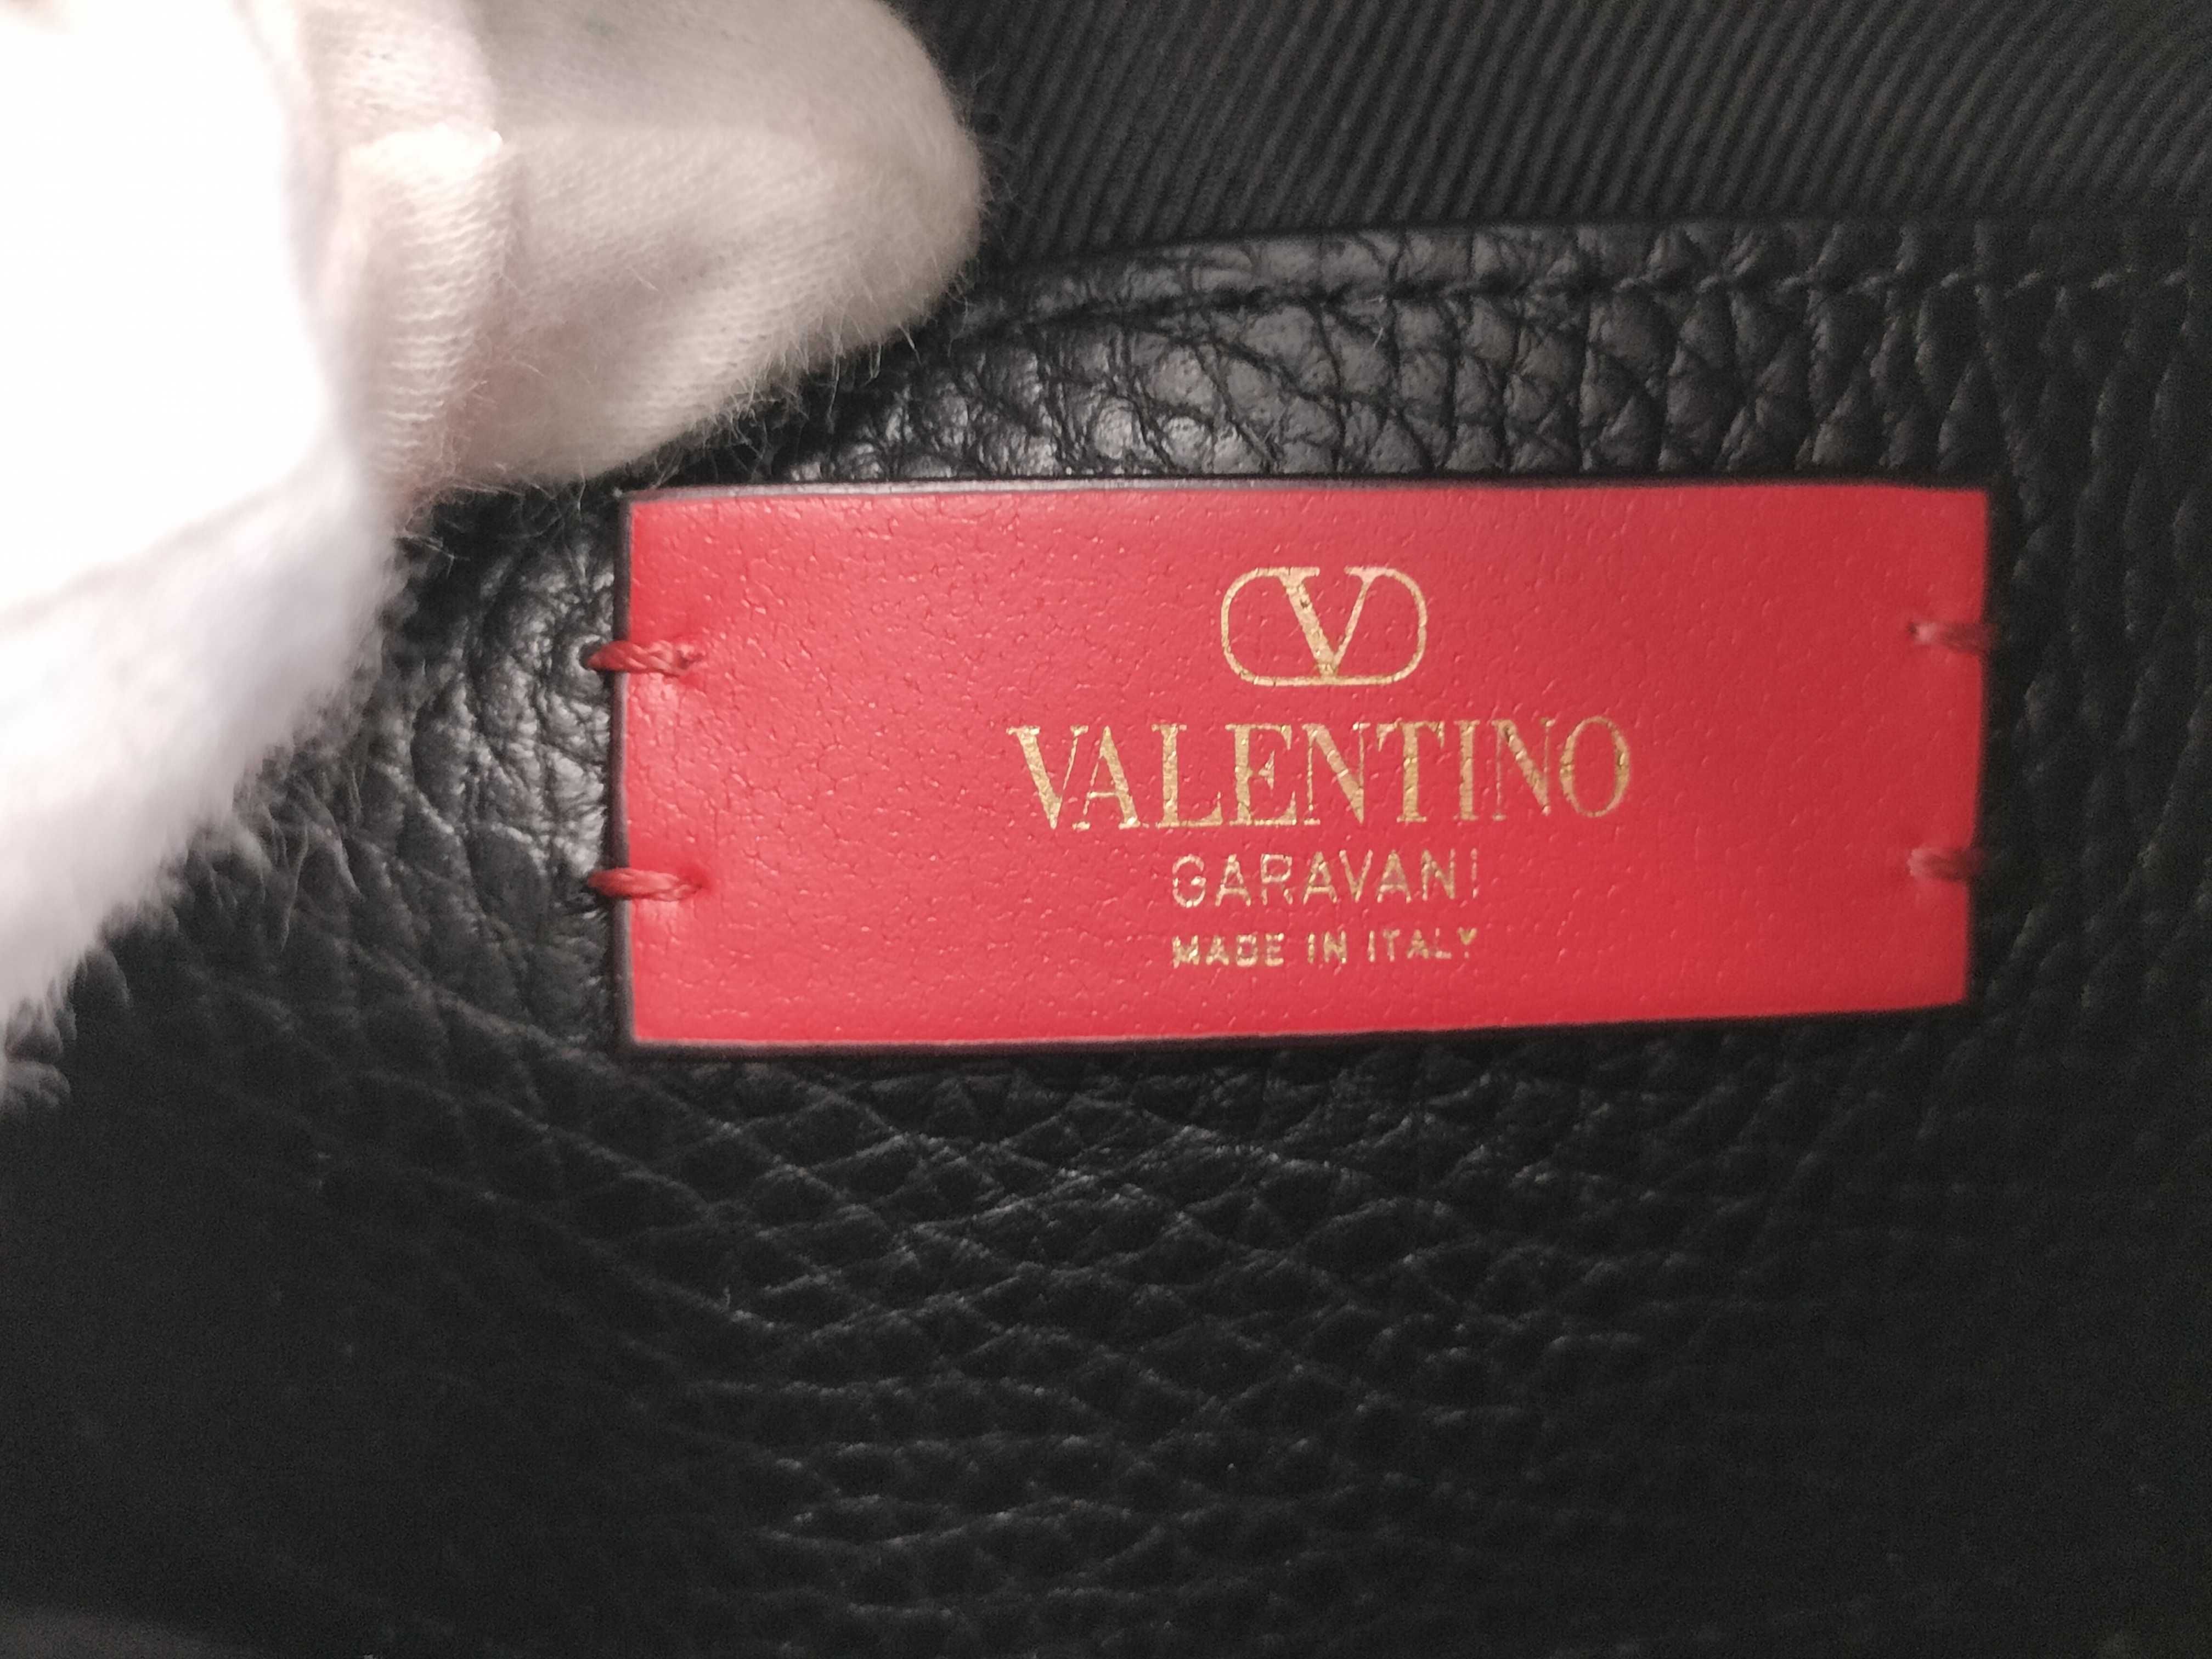 V
VALENTINO
GARAVANI
MADE IN ITALY